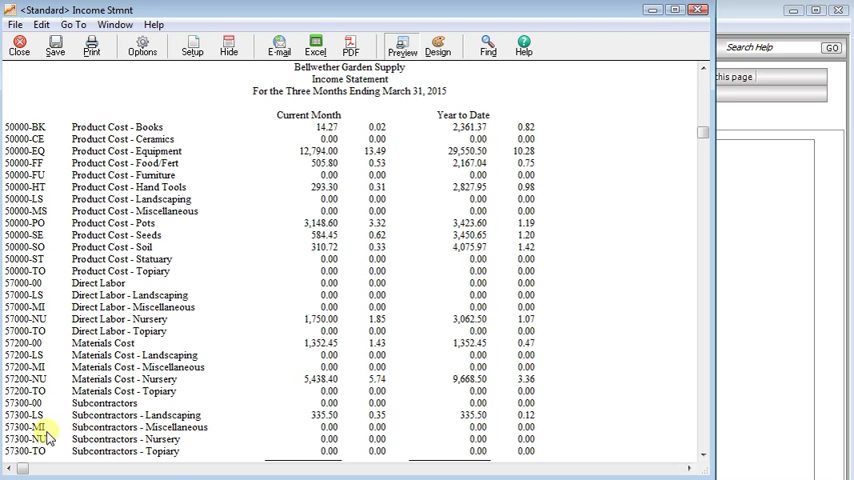 <Standard> Income Stmnt
File Edit Go To Window Help
Close Save Print Options Setup Hide E-mail Excel PDF Preview Design Find Help
Search Help GO
this page
Bellwether Garden Supply
Income Statement
For the Three Months Ending March 31, 2015
Current Month Year to Date
50000-BK Product Cost - Books 14.27 0.02 2,361.37 0.82
50000-CE Product Cost - Ceramics 0.00 0.00 0.00 0.00
50000-EQ Product Cost - Equipment 12,794.00 13.49 29,550.50 10.28
50000-FF Product Cost - Food/Fert 505.80 0.53 2,167.04 0.75
50000-FU Product Cost - Furniture 0.00 0.00 0.00 0.00
50000-HT Product Cost - Hand Tools 293.30 0.31 2,827.95 0.98
50000-LS Product Cost - Landscaping 0.00 0.00 0.00 0.00
50000-MS Product Cost - Miscellaneous 0.00 0.00 0.00 0.00
50000-PO Product Cost - Pots 3,148.60 3.32 3,423.60 1.19
50000-SE Product Cost - Seeds 584.45 0.62 3,450.65 1.20
50000-SO Product Cost - Soil 310.72 0.33 4,075.97 1.42
50000-ST Product Cost - Statuary 0.00 0.00 0.00 0.00
50000-TO Product Cost - Topiary 0.00 0.00 0.00 0.00
57000-00 Direct Labor 0.00 0.00 0.00 0.00
57000-LS Direct Labor - Landscaping 0.00 0.00 0.00 0.00
57000-MI Direct Labor - Miscellaneous 0.00 0.00 0.00 0.00
57000-NU Direct Labor - Nursery 1,750.00 1.85 3,062.50 1.07
57000-TO Direct Labor - Topiary 0.00 0.00 0.00 0.00
57200-00 Materials Cost 1,352.45 1.43 1,352.45 0.47
57200-LS Materials Cost - Landscaping 0.00 0.00 0.00 0.00
57200-MI Materials Cost - Miscellaneous 0.00 0.00 0.00 0.00
57200-NU Materials Cost - Nursery 5,438.40 5.74 9,668.50 3.36
57200-TO Materials Cost - Topiary 0.00 0.00 0.00 0.00
57300-00 Subcontractors 0.00 0.00 0.00 0.00
57300-LS Subcontractors - Landscaping 335.50 0.35 335.50 0.12
57300-MI Subcontractors - Miscellaneous 0.00 0.00 0.00 0.00
57300-NU Subcontractors - Nursery 0.00 0.00 0.00 0.00
57300-TO Subcontractors - Topiary 0.00 0.00 0.00 0.00